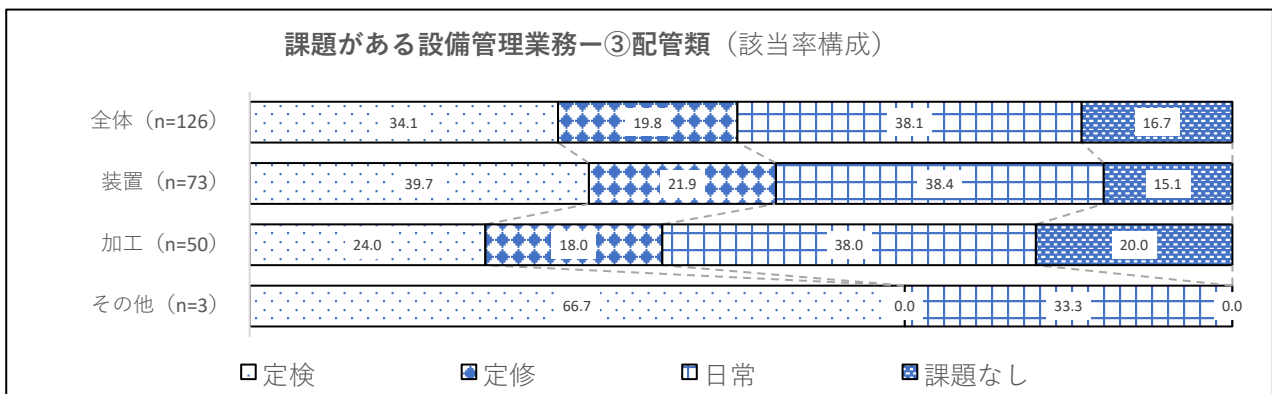 課題がある設備管理業務ー③配管類（該当率構成）
全体（n=126） 34.1 19.8 38.1 16.7
装置（n=73） 39.7 21.9 38.4 15.1
加工（n=50） 24.0 18.0 38.0 20.0
その他（n=3） 66.7 0.0 33.3 0.0
定検 定修 日常 課題なし